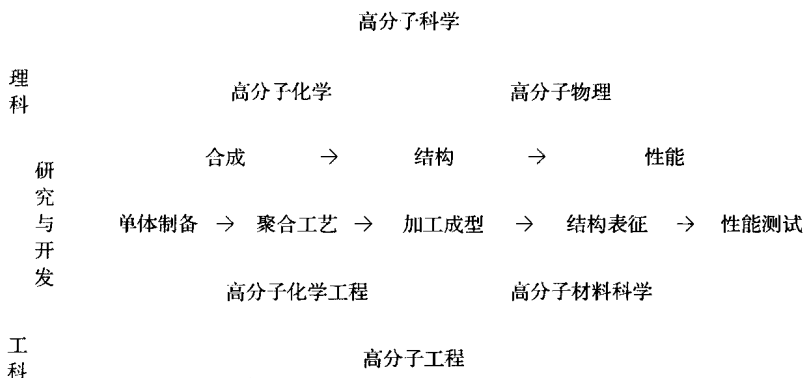 高分子科学
理科
高分子化学 高分子物理
合成 → 结构 → 性能
研究与开发
单体制备 → 聚合工艺 → 加工成型 → 结构表征 → 性能测试
高分子化学工程 高分子材料科学
工科
高分子工程